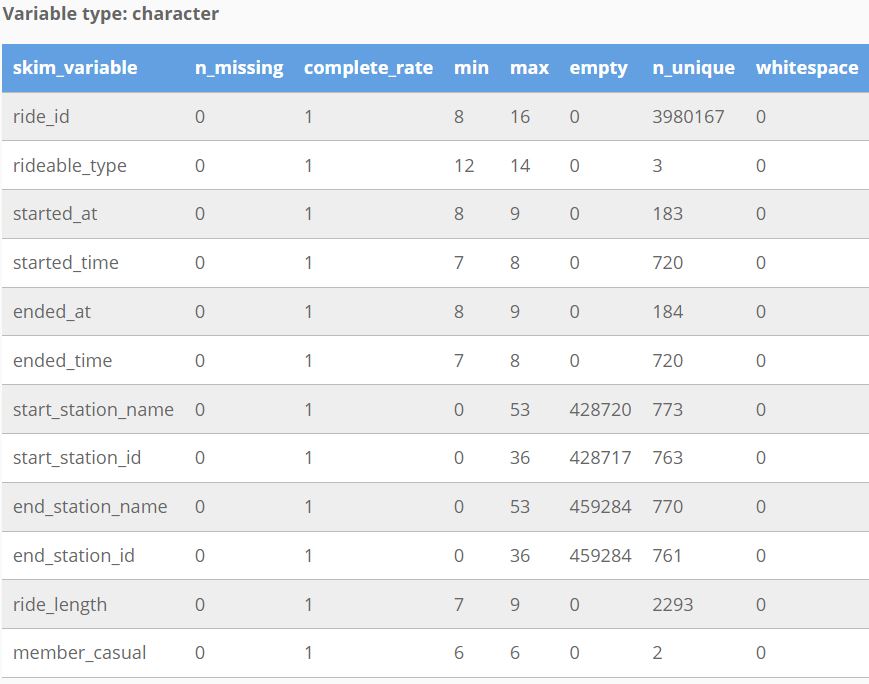 Variable type: character
skim_variable n_missing complete_rate min max empty n_unique whitespace
ride_id 0 1 8 16 0 3980167 0
rideable_type 0 1 12 14 0 3 0
started_at 0 1 8 9 0 183 0
started_time 0 1 7 8 0 720 0
ended_at 0 1 8 9 0 184 0
ended_time 0 1 7 8 0 720 0
start_station_name 0 1 0 53 428720 773 0
start_station_id 0 1 0 36 428717 763 0
end_station_name 0 1 0 53 459284 770 0
end_station_id 0 1 0 36 459284 761 0
ride_length 0 1 7 9 0 2293 0
member_casual 0 1 6 6 0 2 0